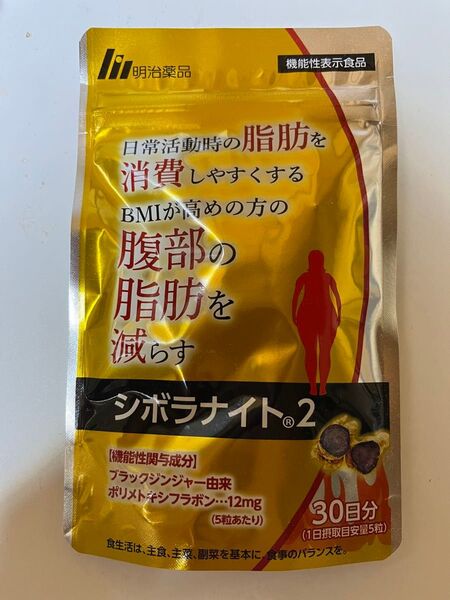 明治薬品
機能性表示食品
日常活動時の脂肪を
消費しやすくする
BMIが高めの方の
腹部の
脂肪を
減らす
シボラナイト®2
【機能性関与成分】
ブラックジンジャー由来
ポリメトキシフラボン…12mg
(5粒あたり)
30日分
(1日摂取目安量5粒)
食生活は、主食、主菜、副菜を基本に、食事のバランスを。